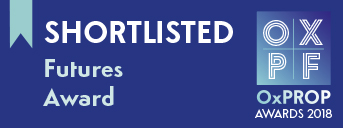 SHORTLISTED
Futures
Award
OX
PF
OxPROP
AWARDS 2018